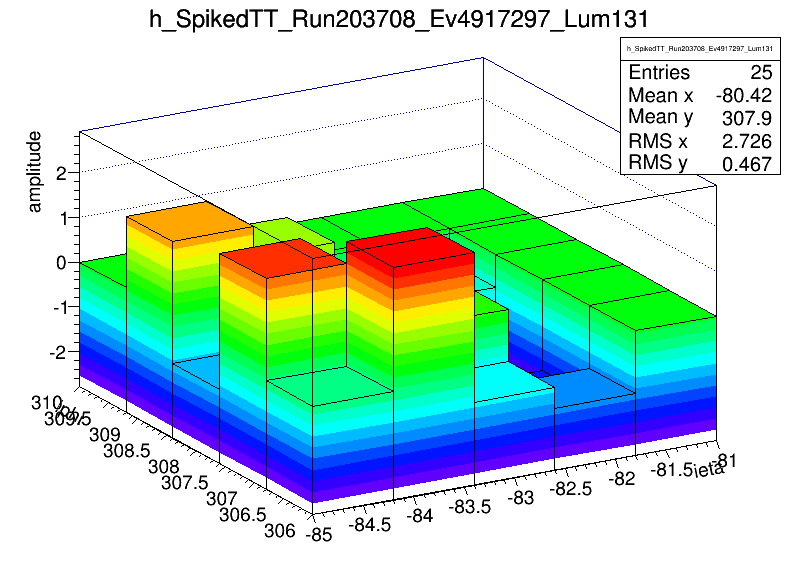 h_SpikedTT_Run203708_Ev4917297_Lum131
h_SpikedTT_Run203708_Ev4917297_Lum131
Entries 25
Mean x -80.42
Mean y 307.9
RMS x 2.726
RMS y 0.467
amplitude
2
1
0
-1
-2
310
309.5
309
308.5
308
307.5
307
306.5
306
-85
-84.5
-84
-83.5
-83
-82.5
-82
-81.5
-81
ieta